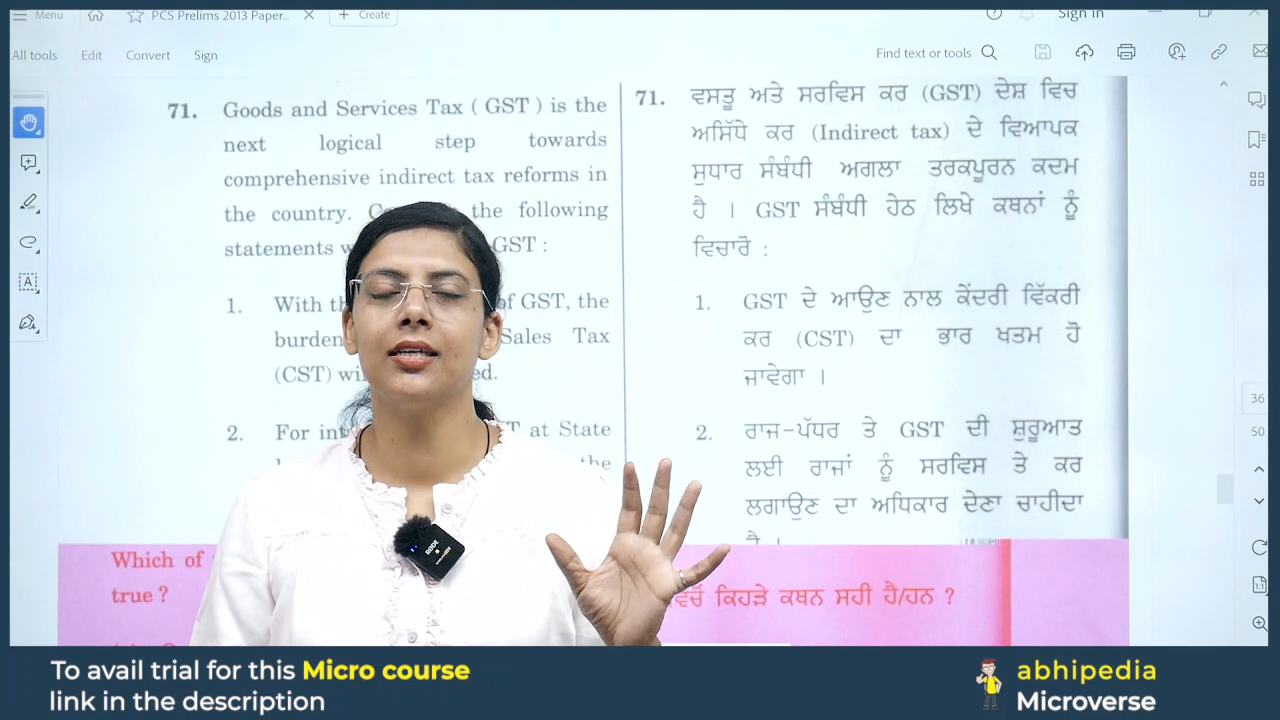 Menu
PCS Prelims 2013 Paper...
Create
Sign in
All tools
Edit
Convert
Sign
Find text or tools
71. Goods and Services Tax ( GST ) is the
next logical step towards
comprehensive indirect tax reforms in
the country. the following
statements GST :
1. With of GST, the
burden Sales Tax
(CST)
2. For at State
the
71. ਵਸਤੂ ਅਤੇ ਸਰਵਿਸ ਕਰ (GST) ਦੇਸ਼ ਵਿਚ
ਅਸਿੱਧੇ ਕਰ (Indirect tax) ਦੇ ਵਿਆਪਕ
ਸੁਧਾਰ ਸੰਬੰਧੀ ਅਗਲਾ ਤਰਕਪੂਰਨ ਕਦਮ
ਹੈ । GST ਸੰਬੰਧੀ ਹੇਠ ਲਿਖੇ ਕਥਨਾਂ ਨੂੰ
ਵਿਚਾਰੋ :
1. GST ਦੇ ਆਉਣ ਨਾਲ ਕੇਂਦਰੀ ਵਿੱਕਰੀ
ਕਰ (CST) ਦਾ ਭਾਰ ਖਤਮ ਹੋ
ਜਾਵੇਗਾ ।
2. ਰਾਜ-ਪੱਧਰ ਤੇ GST ਦੀ ਸ਼ੁਰੂਆਤ
ਲਈ ਰਾਜਾਂ ਨੂੰ ਸਰਵਿਸ ਤੇ ਕਰ
ਲਗਾਉਣ ਦਾ ਅਧਿਕਾਰ ਦੇਣਾ ਚਾਹੀਦਾ
ਹੈ ।
36
50
Which of
true ?
ਕਿਹੜੇ ਕਥਨ ਸਹੀ ਹੈ/ਹਨ ?
RODE
To avail trial for this Micro course
link in the description
abhipedia
Microverse